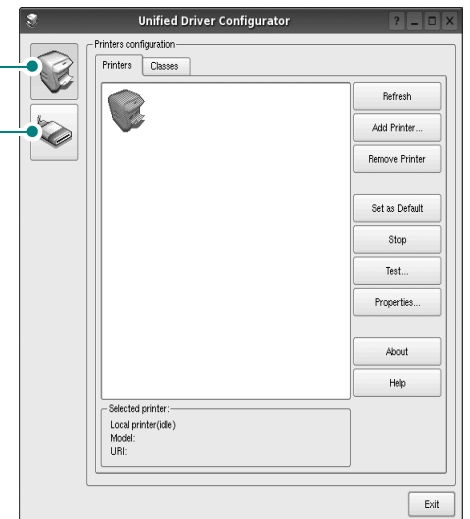 Unified Driver Configurator
Printers configuration
Printers
Classes
Refresh
Add Printer...
Remove Printer
Set as Default
Stop
Test...
Properties...
About
Help
Selected printer:
Local printer(idle)
Model:
URI:
Exit